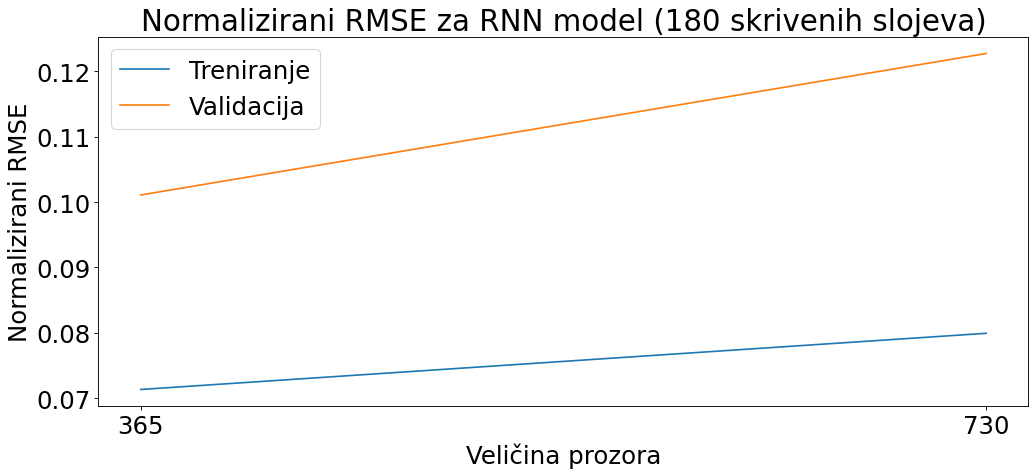 Normalizirani RMSE za RNN model (180 skrivenih slojeva)
Treniranje
Validacija
Normalizirani RMSE
0.12
0.11
0.10
0.09
0.08
0.07
365
730
Veličina prozora